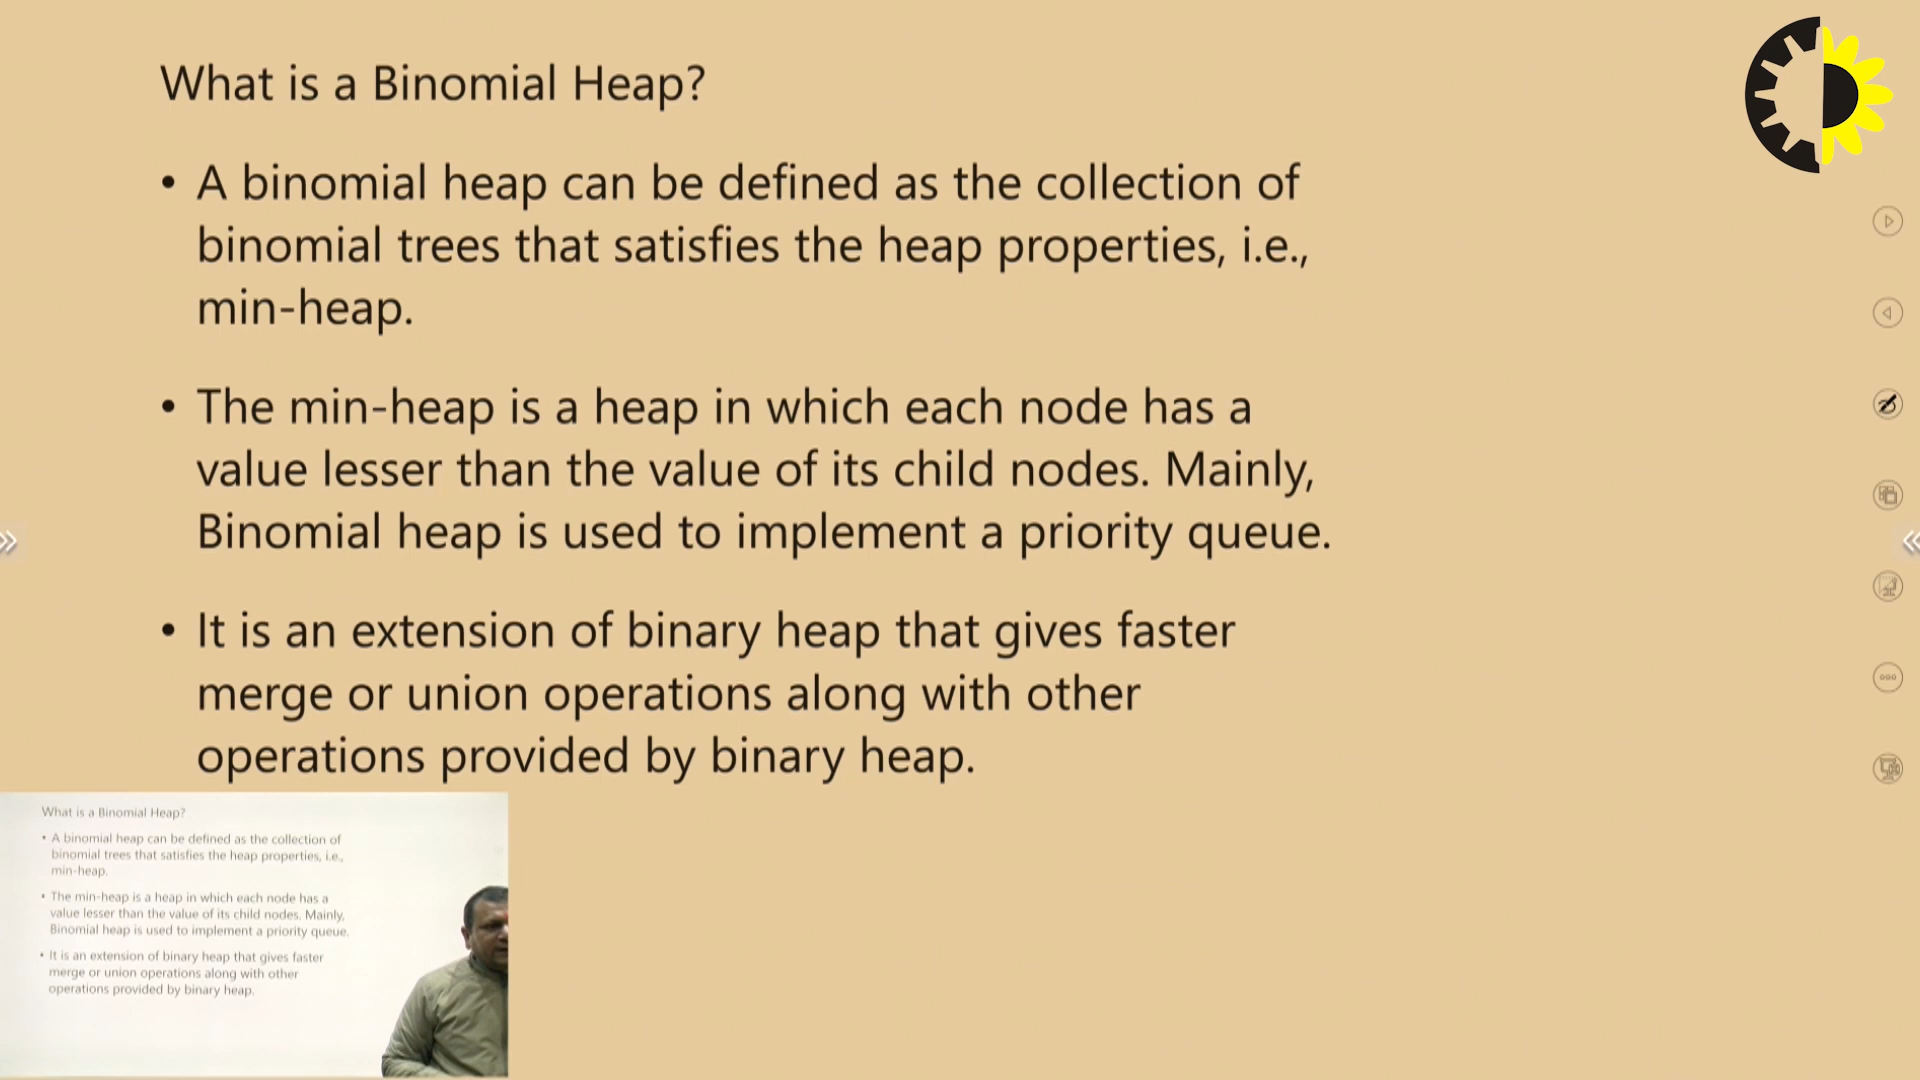 What is a Binomial Heap?
• A binomial heap can be defined as the collection of
binomial trees that satisfies the heap properties, i.e.,
min-heap.
• The min-heap is a heap in which each node has a
value lesser than the value of its child nodes. Mainly,
Binomial heap is used to implement a priority queue.
• It is an extension of binary heap that gives faster
merge or union operations along with other
operations provided by binary heap.
What is a Binomial Heap?
• A binomial heap can be defined as the collection of
binomial trees that satisfies the heap properties, i.e.,
min-heap.
• The min-heap is a heap in which each node has a
value lesser than the value of its child nodes. Mainly,
Binomial heap is used to implement a priority queue.
• It is an extension of binary heap that gives faster
merge or union operations along with other
operations provided by binary heap.